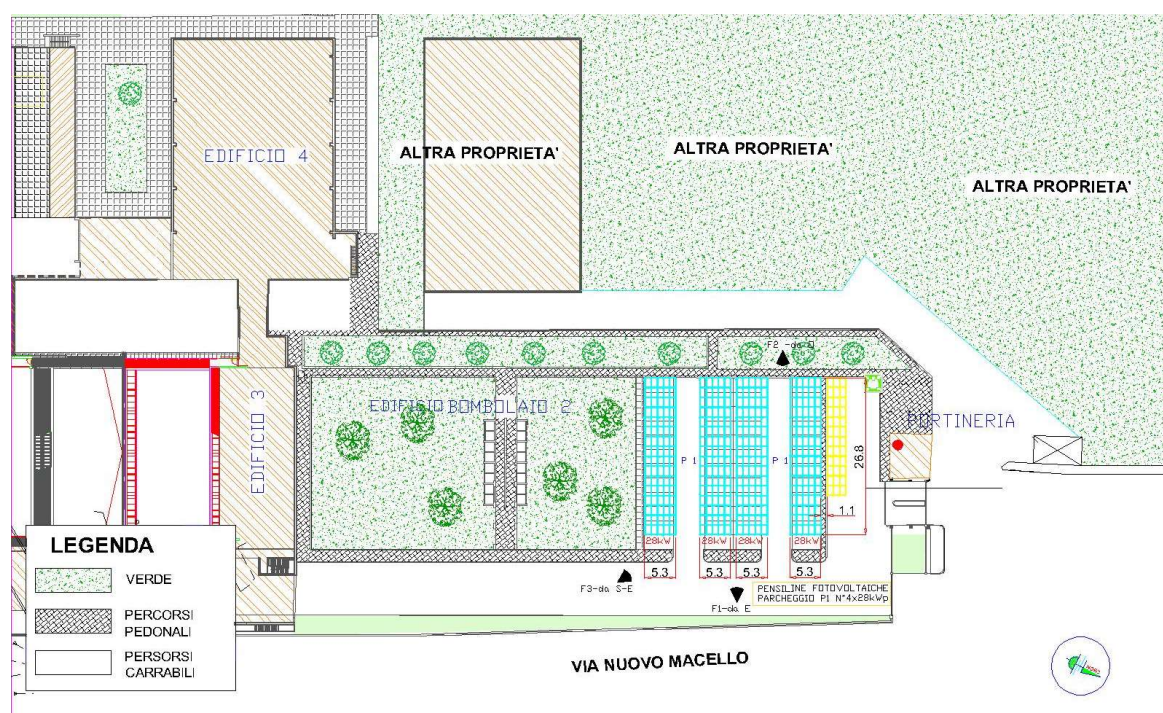 EDIFICIO 4
ALTRA PROPRIETA'
ALTRA PROPRIETA'
ALTRA PROPRIETA'
F2 -da O
EDIFICIO BOMBOLAIO 2
PORTINERIA
EDIFICIO 3
P 1
P 1
26.8
1.1
28kW
28kW
28kW
28kW
5.3
5.3
5.3
5.3
F3-da S-E
F1-da E
PENSILINE FOTOVOLTAICHE
PARCHEGGIO P1 N°4x28kWp
LEGENDA
VERDE
PERCORSI
PEDONALI
PERSORSI
CARRABILI
VIA NUOVO MACELLO